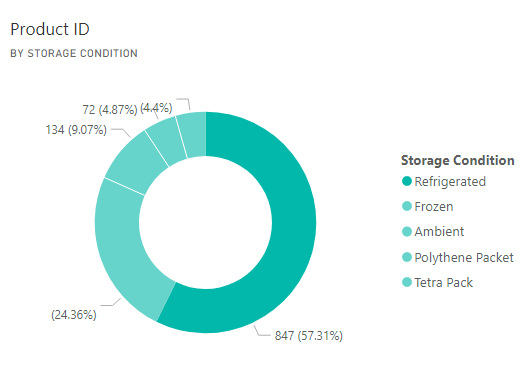 Product ID
BY STORAGE CONDITION
72 (4.87%) (4.4%)
134 (9.07%)
(24.36%)
847 (57.31%)
Storage Condition
Refrigerated
Frozen
Ambient
Polythene Packet
Tetra Pack